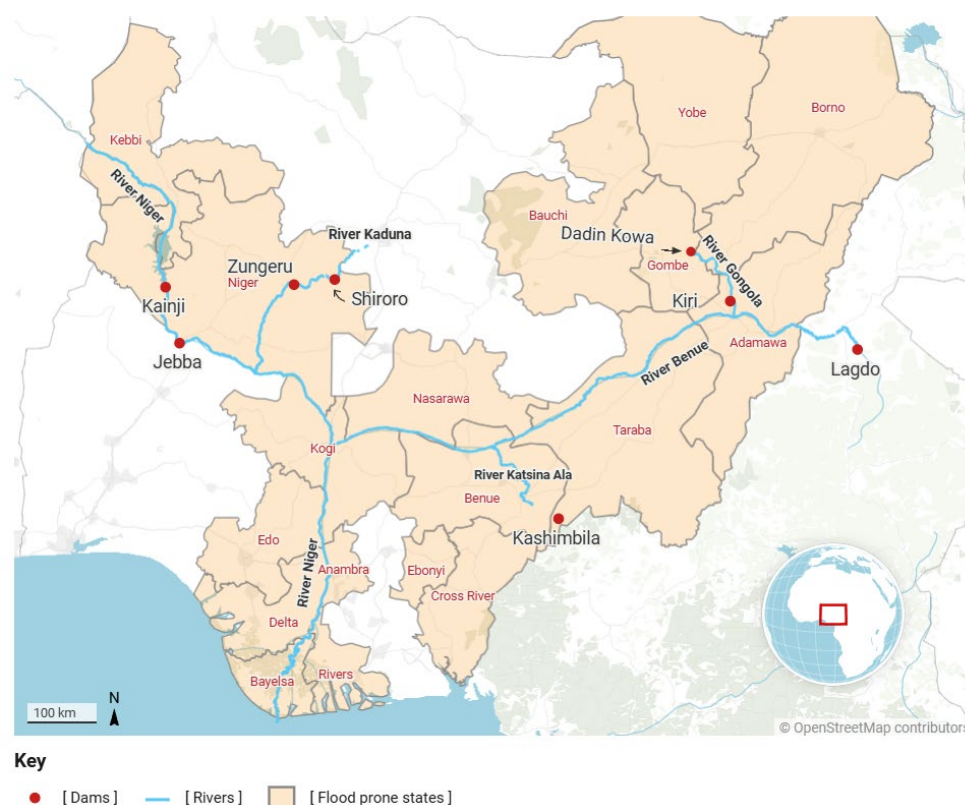 Kebbi
River Niger
Yobe
Borno
Bauchi
Dadin Kowa
River Gongola
Gombe
River Kaduna
Zungeru
Niger
Shiroro
Kainji
Kiri
Jebba
Adamawa
Lagdo
River Benue
Nasarawa
Taraba
Kogi
River Katsina Ala
Benue
Kashimbila
Edo
River Niger
Anambra
Ebonyi
Cross River
Delta
Bayelsa
Rivers
100 km
N
© OpenStreetMap contributors
Key
[ Dams ]
[ Rivers ]
[ Flood prone states ]